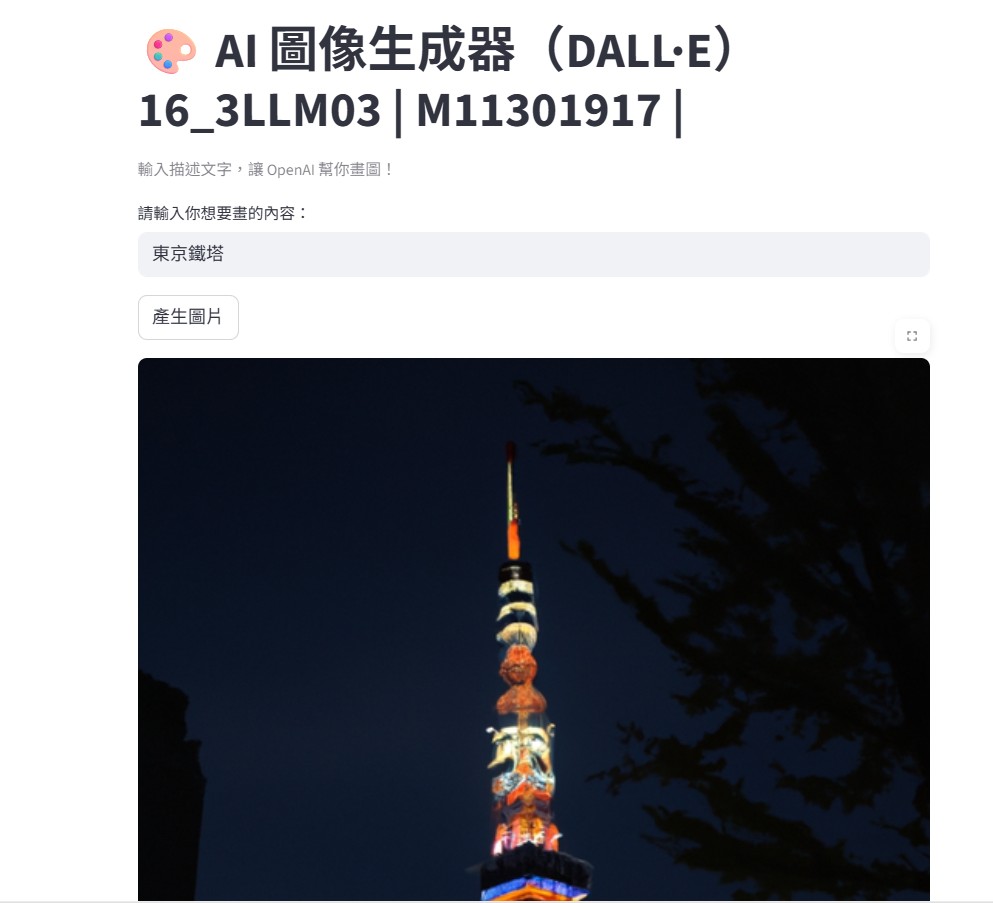 AI 圖像生成器（DALL·E）
16_3LLM03 | M11301917 |
輸入描述文字，讓 OpenAI 幫你畫圖！
請輸入你想要畫的內容：
東京鐵塔
產生圖片